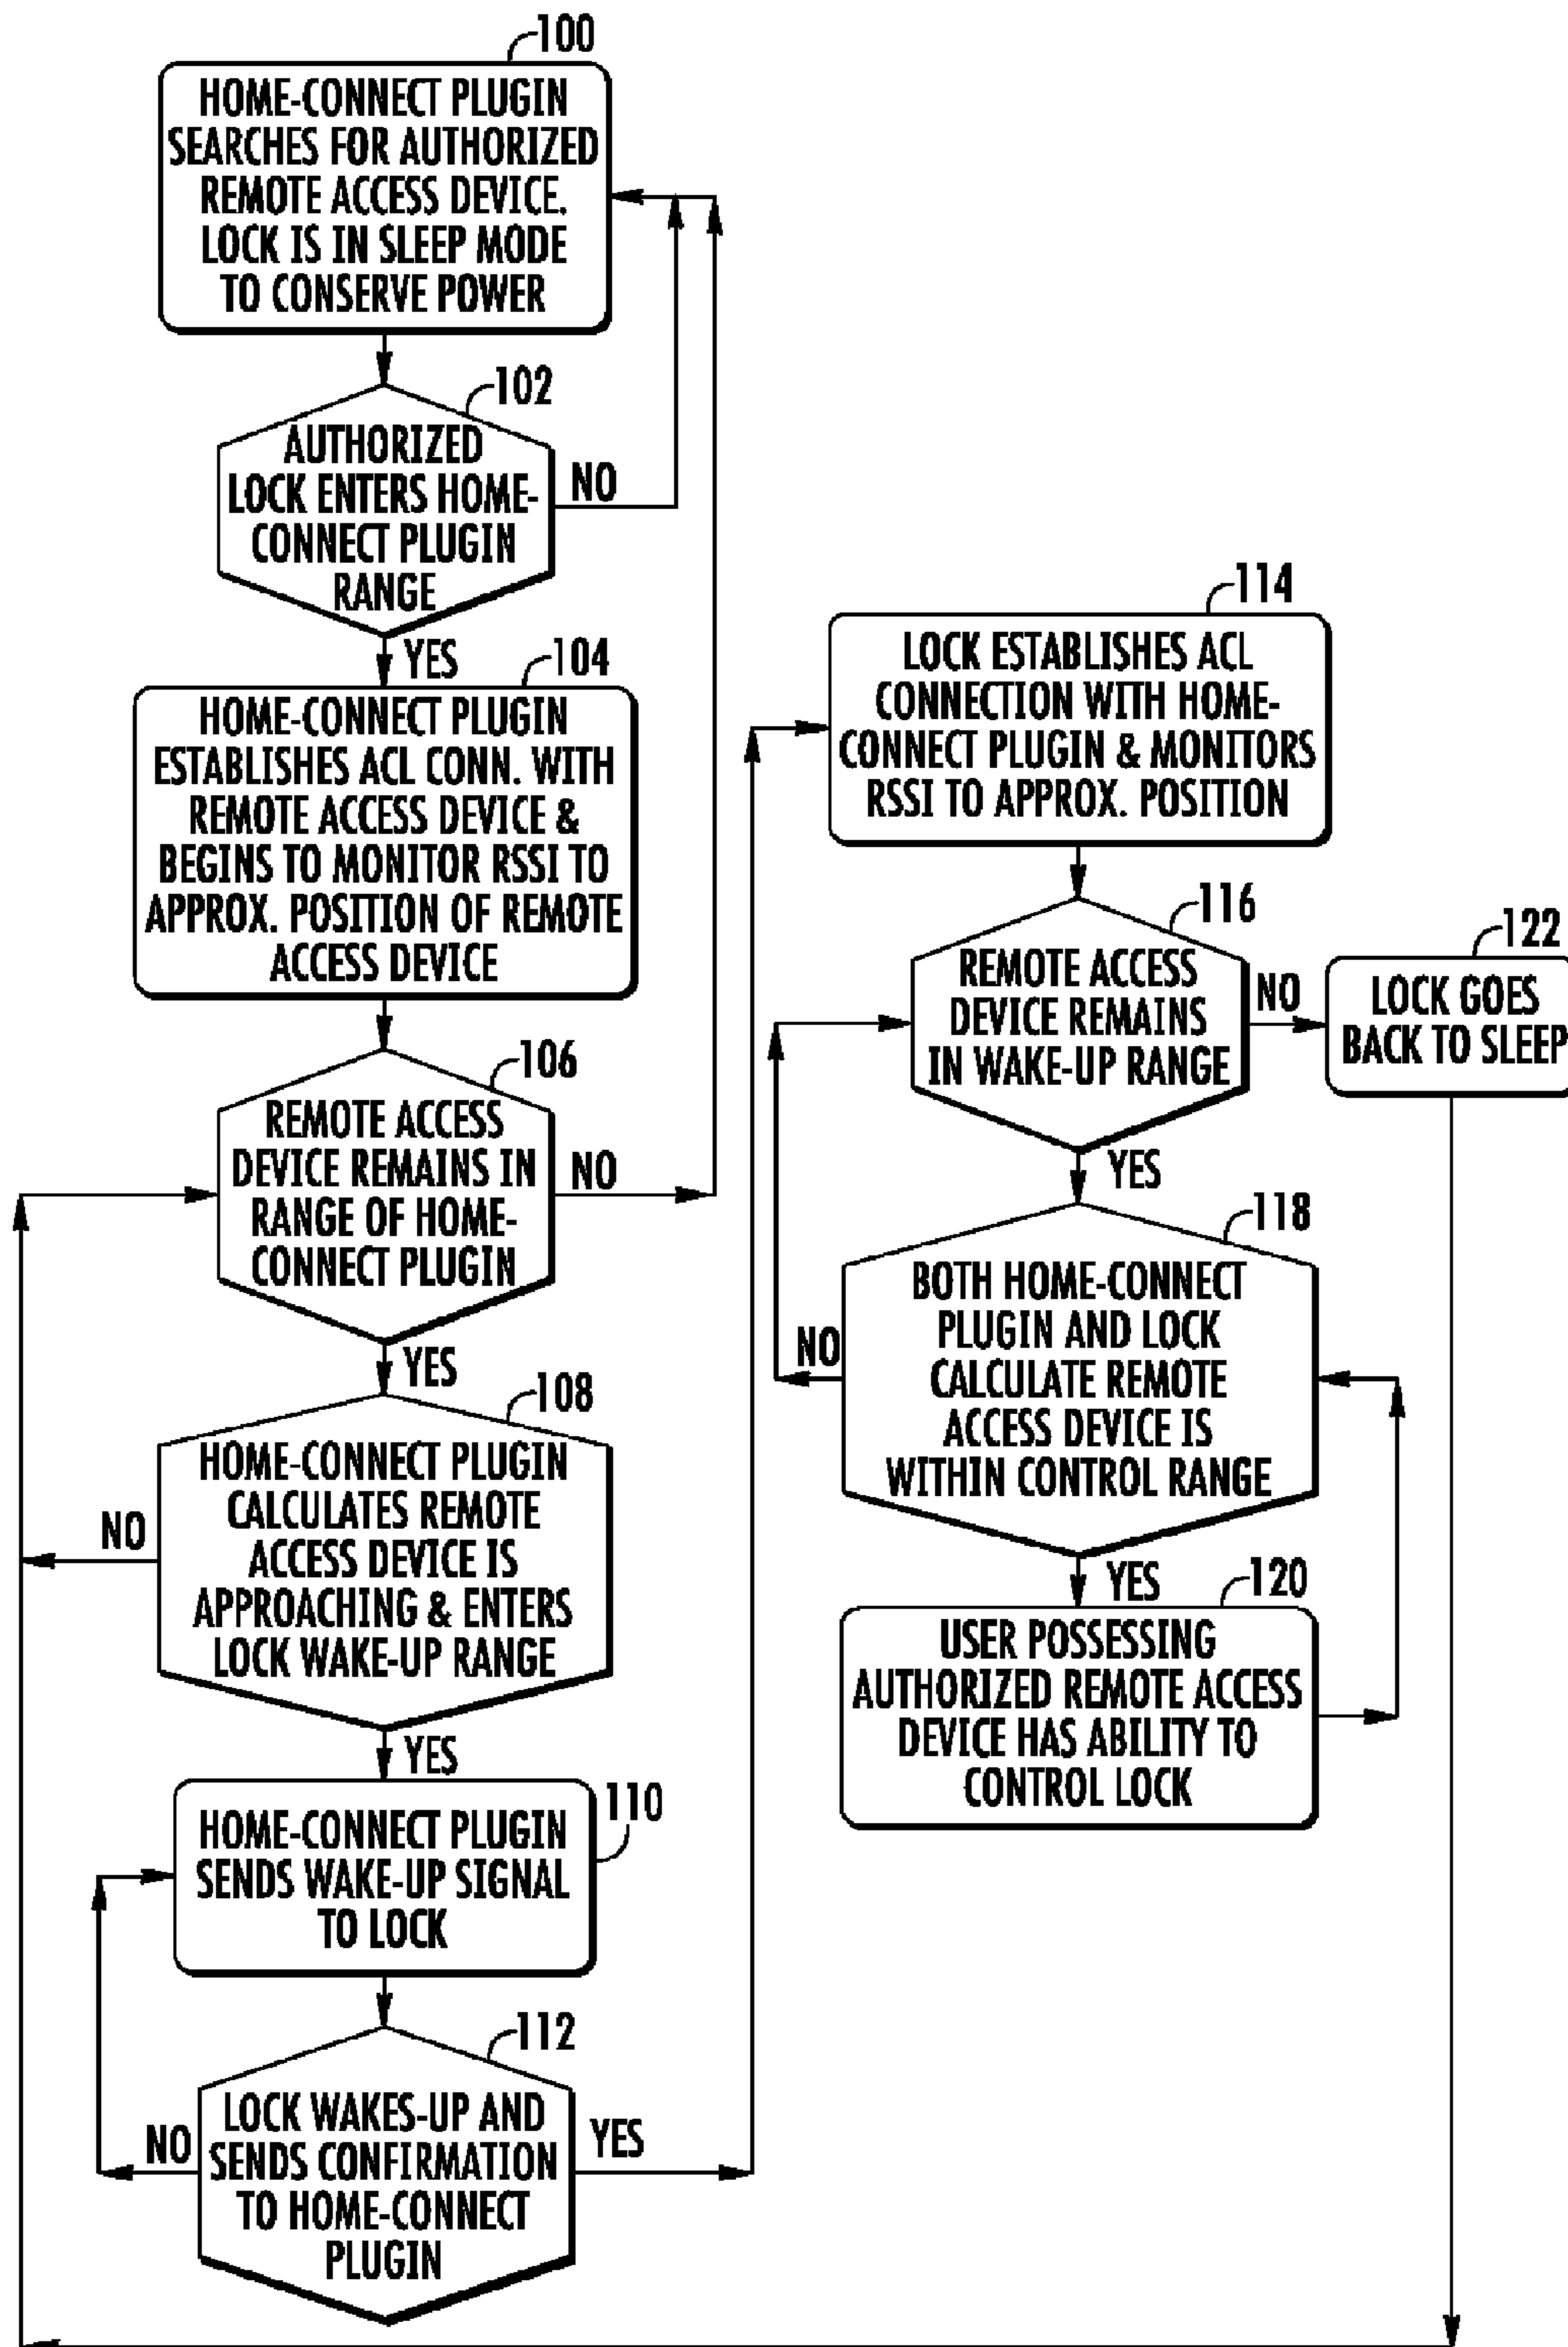 100
HOME-CONNECT PLUGIN
SEARCHES FOR AUTHORIZED
REMOTE ACCESS DEVICE.
LOCK IS IN SLEEP MODE
TO CONSERVE POWER
102
AUTHORIZED
LOCK ENTERS HOME-
CONNECT PLUGIN
RANGE
NO
YES
104
HOME-CONNECT PLUGIN
ESTABLISHES ACL CONN. WITH
REMOTE ACCESS DEVICE &
BEGINS TO MONITOR RSSI TO
APPROX. POSITION OF REMOTE
ACCESS DEVICE
106
REMOTE ACCESS
DEVICE REMAINS IN
RANGE OF HOME-
CONNECT PLUGIN
NO
YES
108
HOME-CONNECT PLUGIN
CALCULATES REMOTE
ACCESS DEVICE IS
APPROACHING & ENTERS
LOCK WAKE-UP RANGE
NO
YES
110
HOME-CONNECT PLUGIN
SENDS WAKE-UP SIGNAL
TO LOCK
112
LOCK WAKES-UP AND
SENDS CONFIRMATION
TO HOME-CONNECT
PLUGIN
NO
YES
114
LOCK ESTABLISHES ACL
CONNECTION WITH HOME-
CONNECT PLUGIN & MONITORS
RSSI TO APPROX. POSITION
116
REMOTE ACCESS
DEVICE REMAINS
IN WAKE-UP RANGE
NO
YES
122
LOCK GOES
BACK TO SLEEP
118
BOTH HOME-CONNECT
PLUGIN AND LOCK
CALCULATE REMOTE
ACCESS DEVICE IS
WITHIN CONTROL RANGE
NO
YES
120
USER POSSESSING
AUTHORIZED REMOTE ACCESS
DEVICE HAS ABILITY TO
CONTROL LOCK